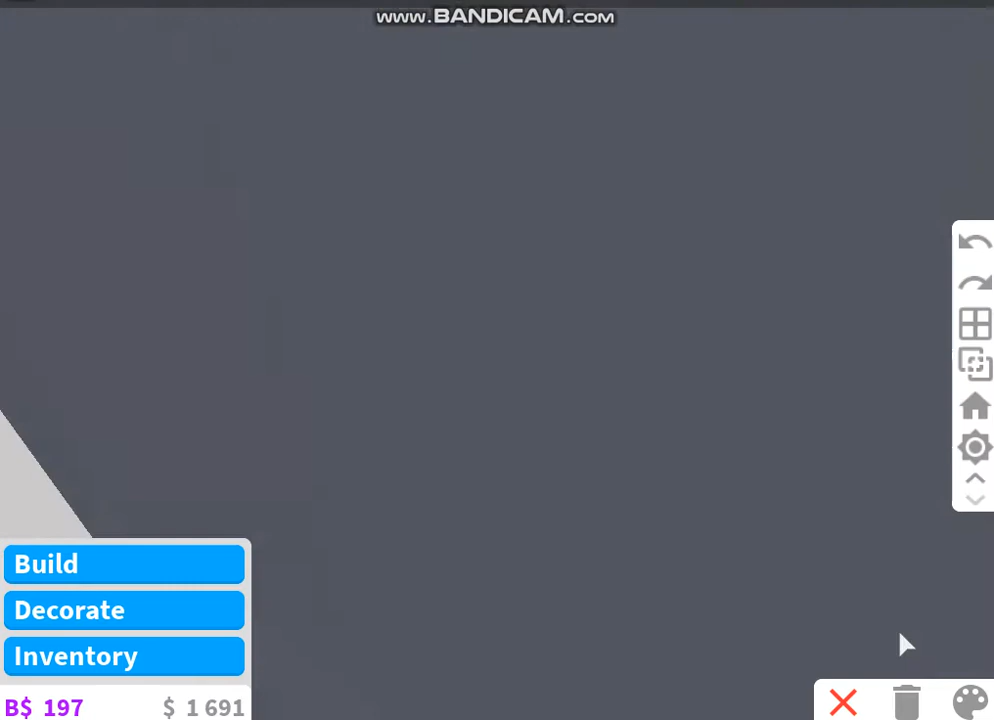 www.BANDICAM.com
Build
Decorate
Inventory
B$ 197 $ 1 691